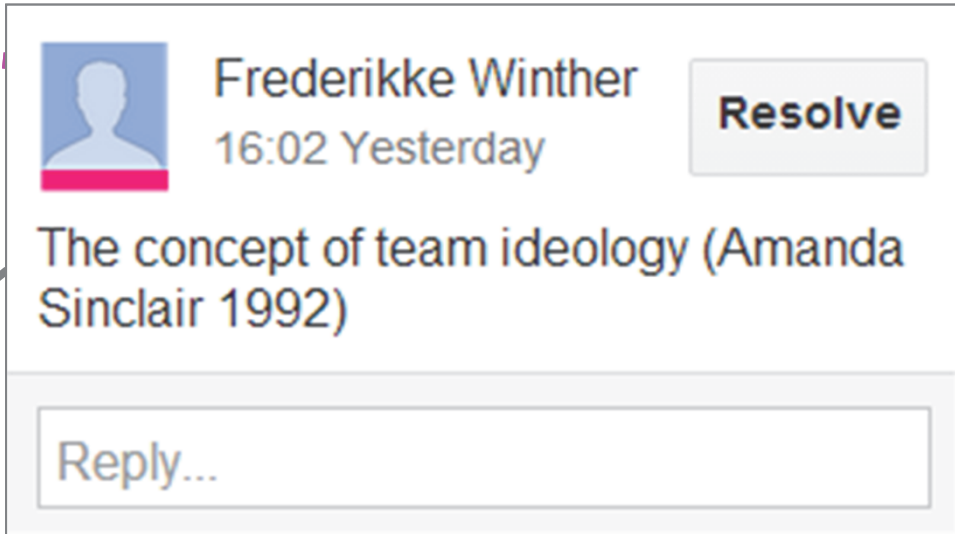 Frederikke Winther
Resolve
16:02 Yesterday
The concept of team ideology (Amanda
Sinclair 1992)
Reply...